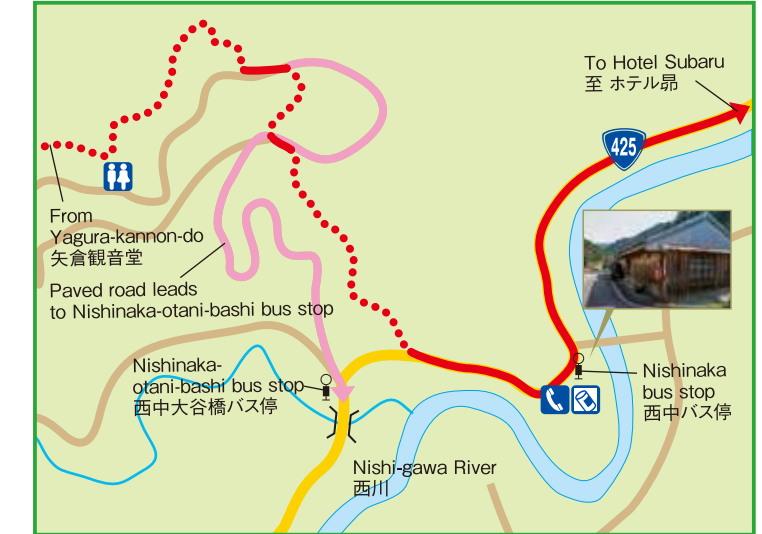 To Hotel Subaru
至 ホテル昴
425
From
Yagura-kannon-do
矢倉観音堂
Paved road leads
to Nishinaka-otani-bashi bus stop
Nishinaka-
otani-bashi bus stop
西中大谷橋バス停
Nishinaka
bus stop
西中バス停
Nishi-gawa River
西川